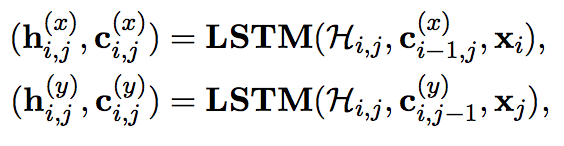 (h_{i,j}^{(x)}, c_{i,j}^{(x)}) = LSTM(ℋ_{i,j}, c_{i-1,j}^{(x)}, x_i),
(h_{i,j}^{(y)}, c_{i,j}^{(y)}) = LSTM(ℋ_{i,j}, c_{i,j-1}^{(y)}, x_j),